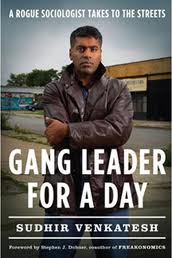 A ROGUE SOCIOLOGIST TAKES TO THE STREETS
GANG LEADER
FOR A DAY
SUDHIR VENKATESH
Foreword by Stephen J. Dubner, coauthor of FREAKONOMICS